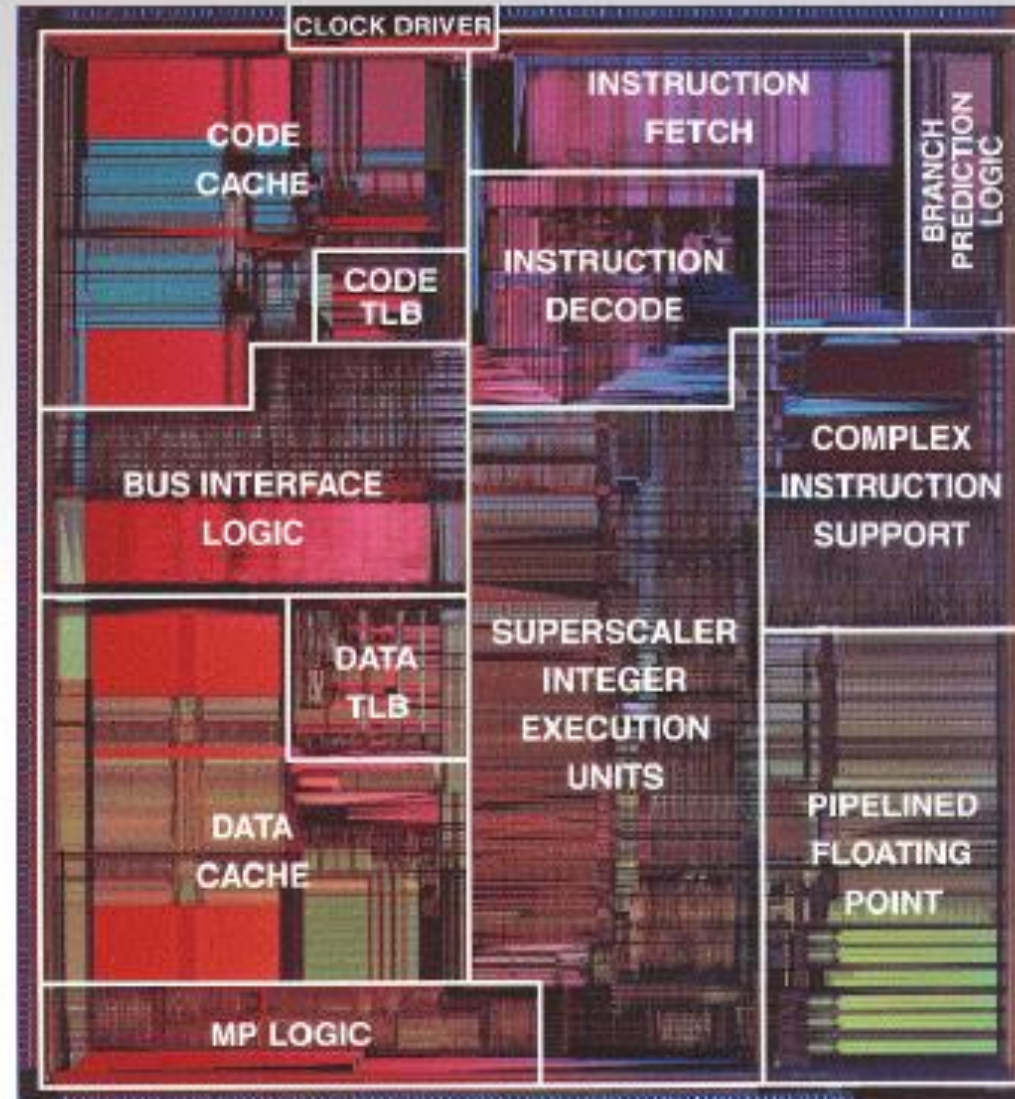 CLOCK DRIVER
CODE
CACHE
CODE
TLB
INSTRUCTION
FETCH
BRANCH
PREDICTION
LOGIC
INSTRUCTION
DECODE
BUS INTERFACE
LOGIC
COMPLEX
INSTRUCTION
SUPPORT
DATA
TLB
SUPERSCALER
INTEGER
EXECUTION
UNITS
DATA
CACHE
PIPELINED
FLOATING
POINT
MP LOGIC